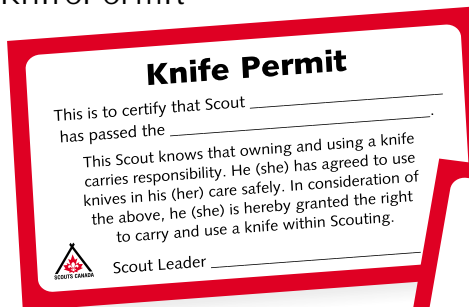 Knife Permit
Knife Permit
This is to certify that Scout
has passed the .
This Scout knows that owning and using a knife
carries responsibility. He (she) has agreed to use
knives in his (her) care safely. In consideration of
the above, he (she) is hereby granted the right
to carry and use a knife within Scouting.
SCOUTS CANADA
Scout Leader